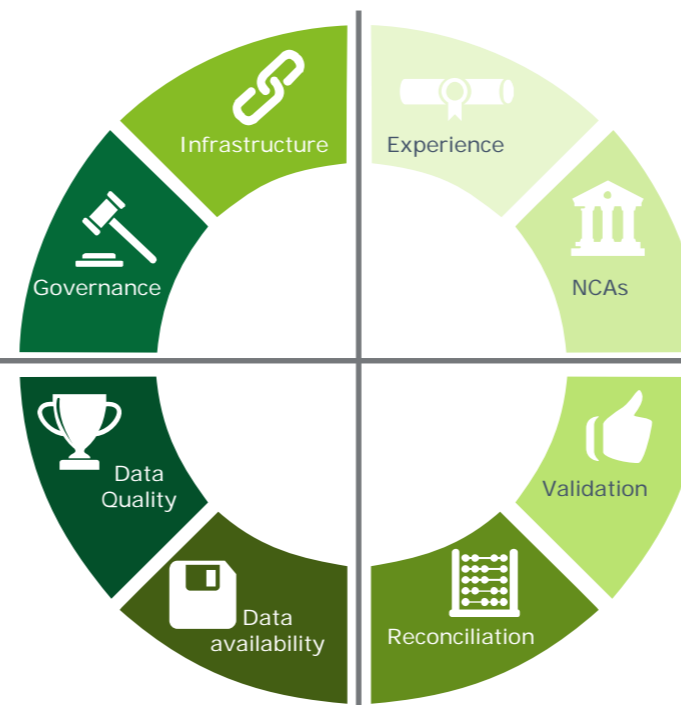 Infrastructure
Experience
Governance
NCAs
Data
Quality
Validation
Data
availability
Reconciliation